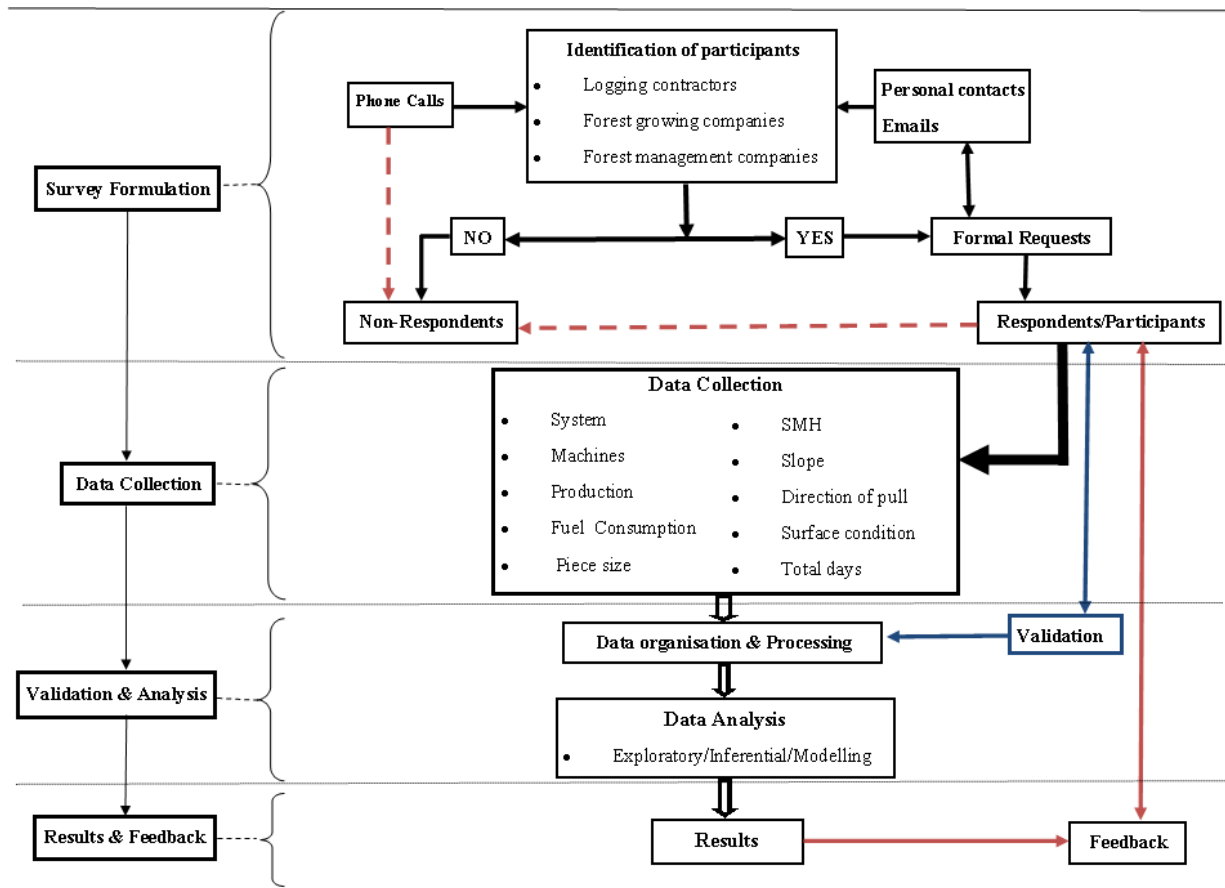 Identification of participants
Logging contractors
Forest growing companies
Forest management companies
Phone Calls
Personal contacts
Emails
Survey Formulation
NO
YES
Formal Requests
Non-Respondents
Respondents/Participants
Data Collection
System
Machines
Production
Fuel Consumption
Piece size
SMH
Slope
Direction of pull
Surface condition
Total days
Data Collection
Data organisation & Processing
Validation
Validation & Analysis
Data Analysis
Exploratory/Inferential/Modelling
Results & Feedback
Results
Feedback